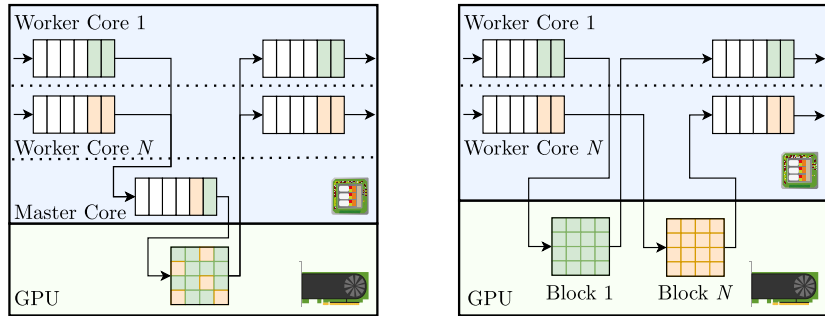 Worker Core 1
Worker Core N
Master Core
GPU
Worker Core 1
Worker Core N
GPU
Block 1
Block N